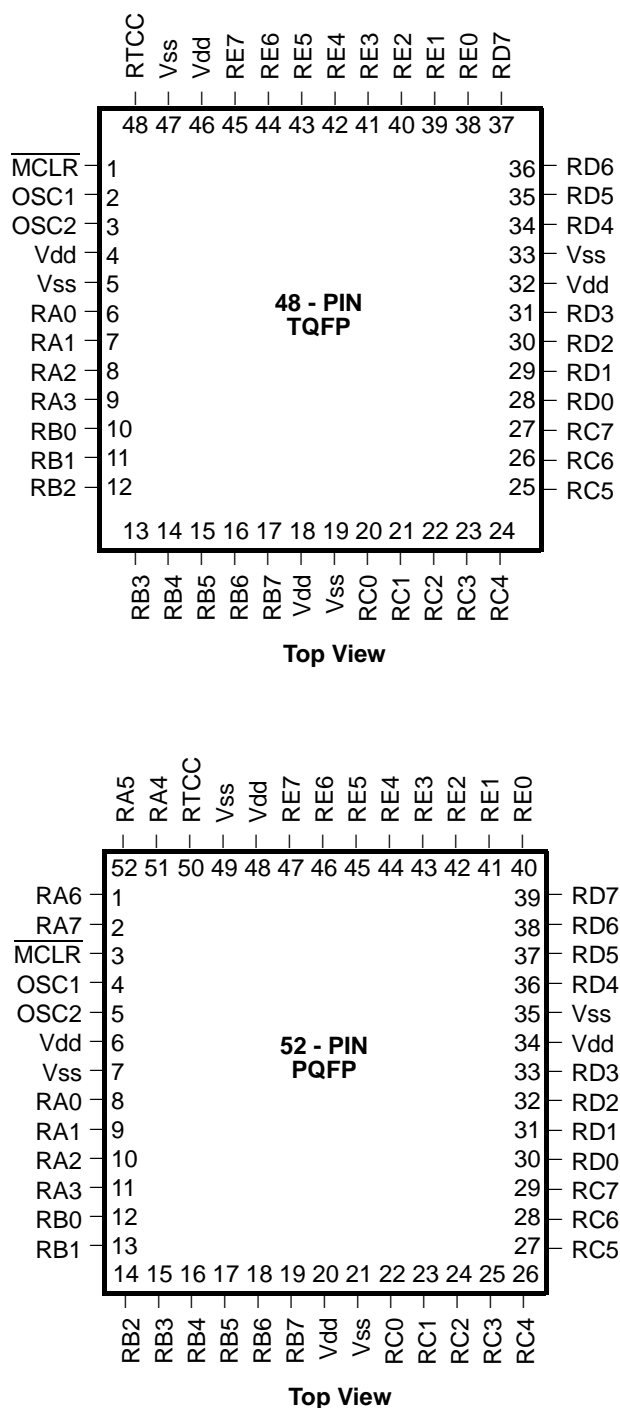 RTCC Vss Vdd RE7 RE6 RE5 RE4 RE3 RE2 RE1 RE0 RD7
48 47 46 45 44 43 42 41 40 39 38 37
MCLR 1 36 RD6
OSC1 2 35 RD5
OSC2 3 34 RD4
Vdd 4 33 Vss
Vss 5 32 Vdd
RA0 6 31 RD3
RA1 7 30 RD2
RA2 8 29 RD1
RA3 9 28 RD0
RB0 10 27 RC7
RB1 11 26 RC6
RB2 12 25 RC5
48 - PIN
TQFP
13 14 15 16 17 18 19 20 21 22 23 24
RB3 RB4 RB5 RB6 RB7 Vdd Vss RC0 RC1 RC2 RC3 RC4
Top View
RA5 RA4 RTCC Vss Vdd RE7 RE6 RE5 RE4 RE3 RE2 RE1 RE0
52 51 50 49 48 47 46 45 44 43 42 41 40
RA6 1 39 RD7
RA7 2 38 RD6
MCLR 3 37 RD5
OSC1 4 36 RD4
OSC2 5 35 Vss
Vdd 6 34 Vdd
Vss 7 33 RD3
RA0 8 32 RD2
RA1 9 31 RD1
RA2 10 30 RD0
RA3 11 29 RC7
RB0 12 28 RC6
RB1 13 27 RC5
52 - PIN
PQFP
14 15 16 17 18 19 20 21 22 23 24 25 26
RB2 RB3 RB4 RB5 RB6 RB7 Vdd Vss RC0 RC1 RC2 RC3 RC4
Top View